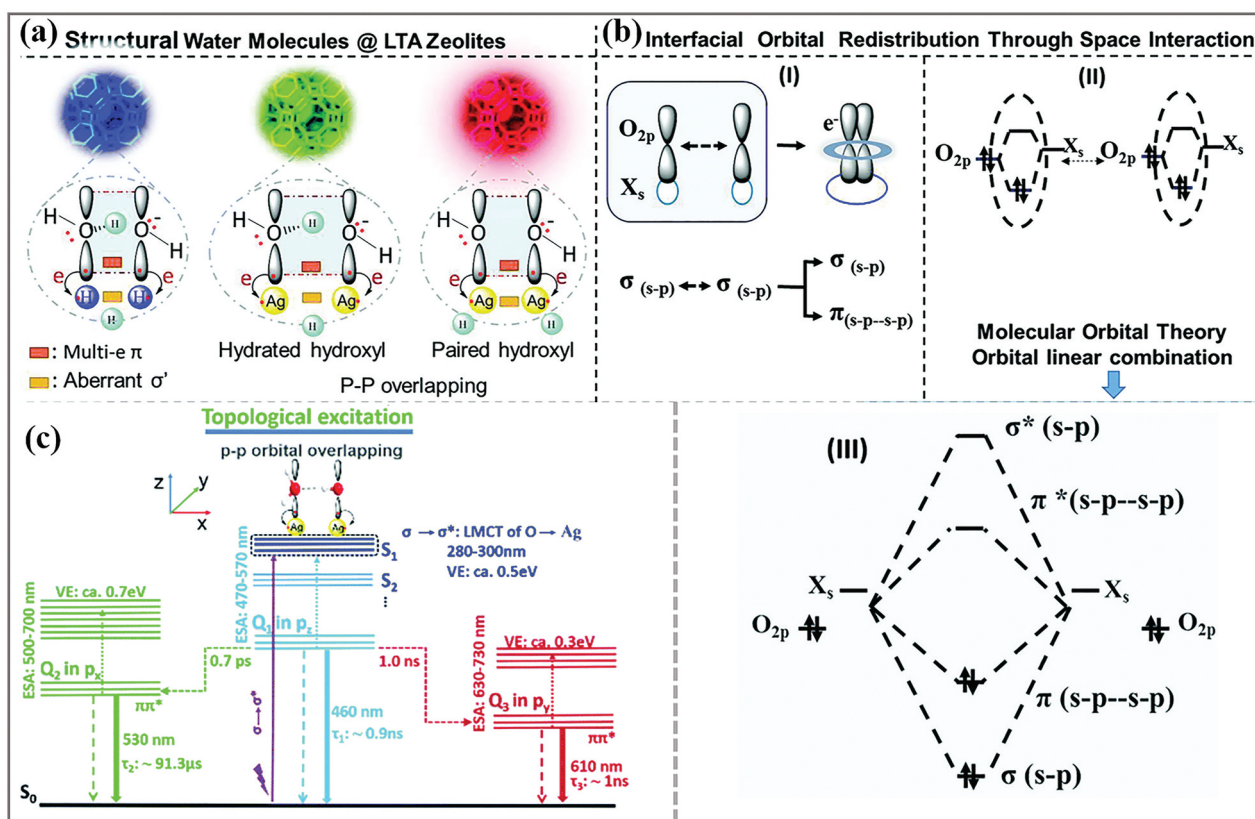 (a) Structural Water Molecules @ LTA Zeolites
H O H O - H
H O H O - H
H O O - H
e e
e e
e e
H H
Ag Ag
Ag Ag
H
H
H H
Hydrated hydroxyl
Paired hydroxyl
: Multi-e π
: Aberrant σ'
P-P overlapping
(b) Interfacial Orbital Redistribution Through Space Interaction
(I)
O2p
Xs
e-
σ (s-p) σ (s-p)
σ (s-p)
π(s-p--s-p)
(II)
O2p Xs O2p Xs
Molecular Orbital Theory
Orbital linear combination
(III)
σ* (s-p)
π *(s-p--s-p)
Xs Xs
O2p O2p
π (s-p--s-p)
σ (s-p)
(c) Topological excitation
p-p orbital overlapping
z y x
Ag Ag
σ → σ*: LMCT of O → Ag
280-300nm
VE: ca. 0.5eV
S1
S2
⋮
ESA: 470-570 nm
Q1 in pz
VE: ca. 0.7eV
ESA: 500-700 nm
Q2 in px
ππ*
0.7 ps
1.0 ns
σ → σ*
530 nm
τ2: ~ 91.3μs
460 nm
τ1: ~ 0.9ns
VE: ca. 0.3eV
ESA: 630-730 nm
Q3 in pY
ππ*
610 nm
τ3: ~ 1ns
S0